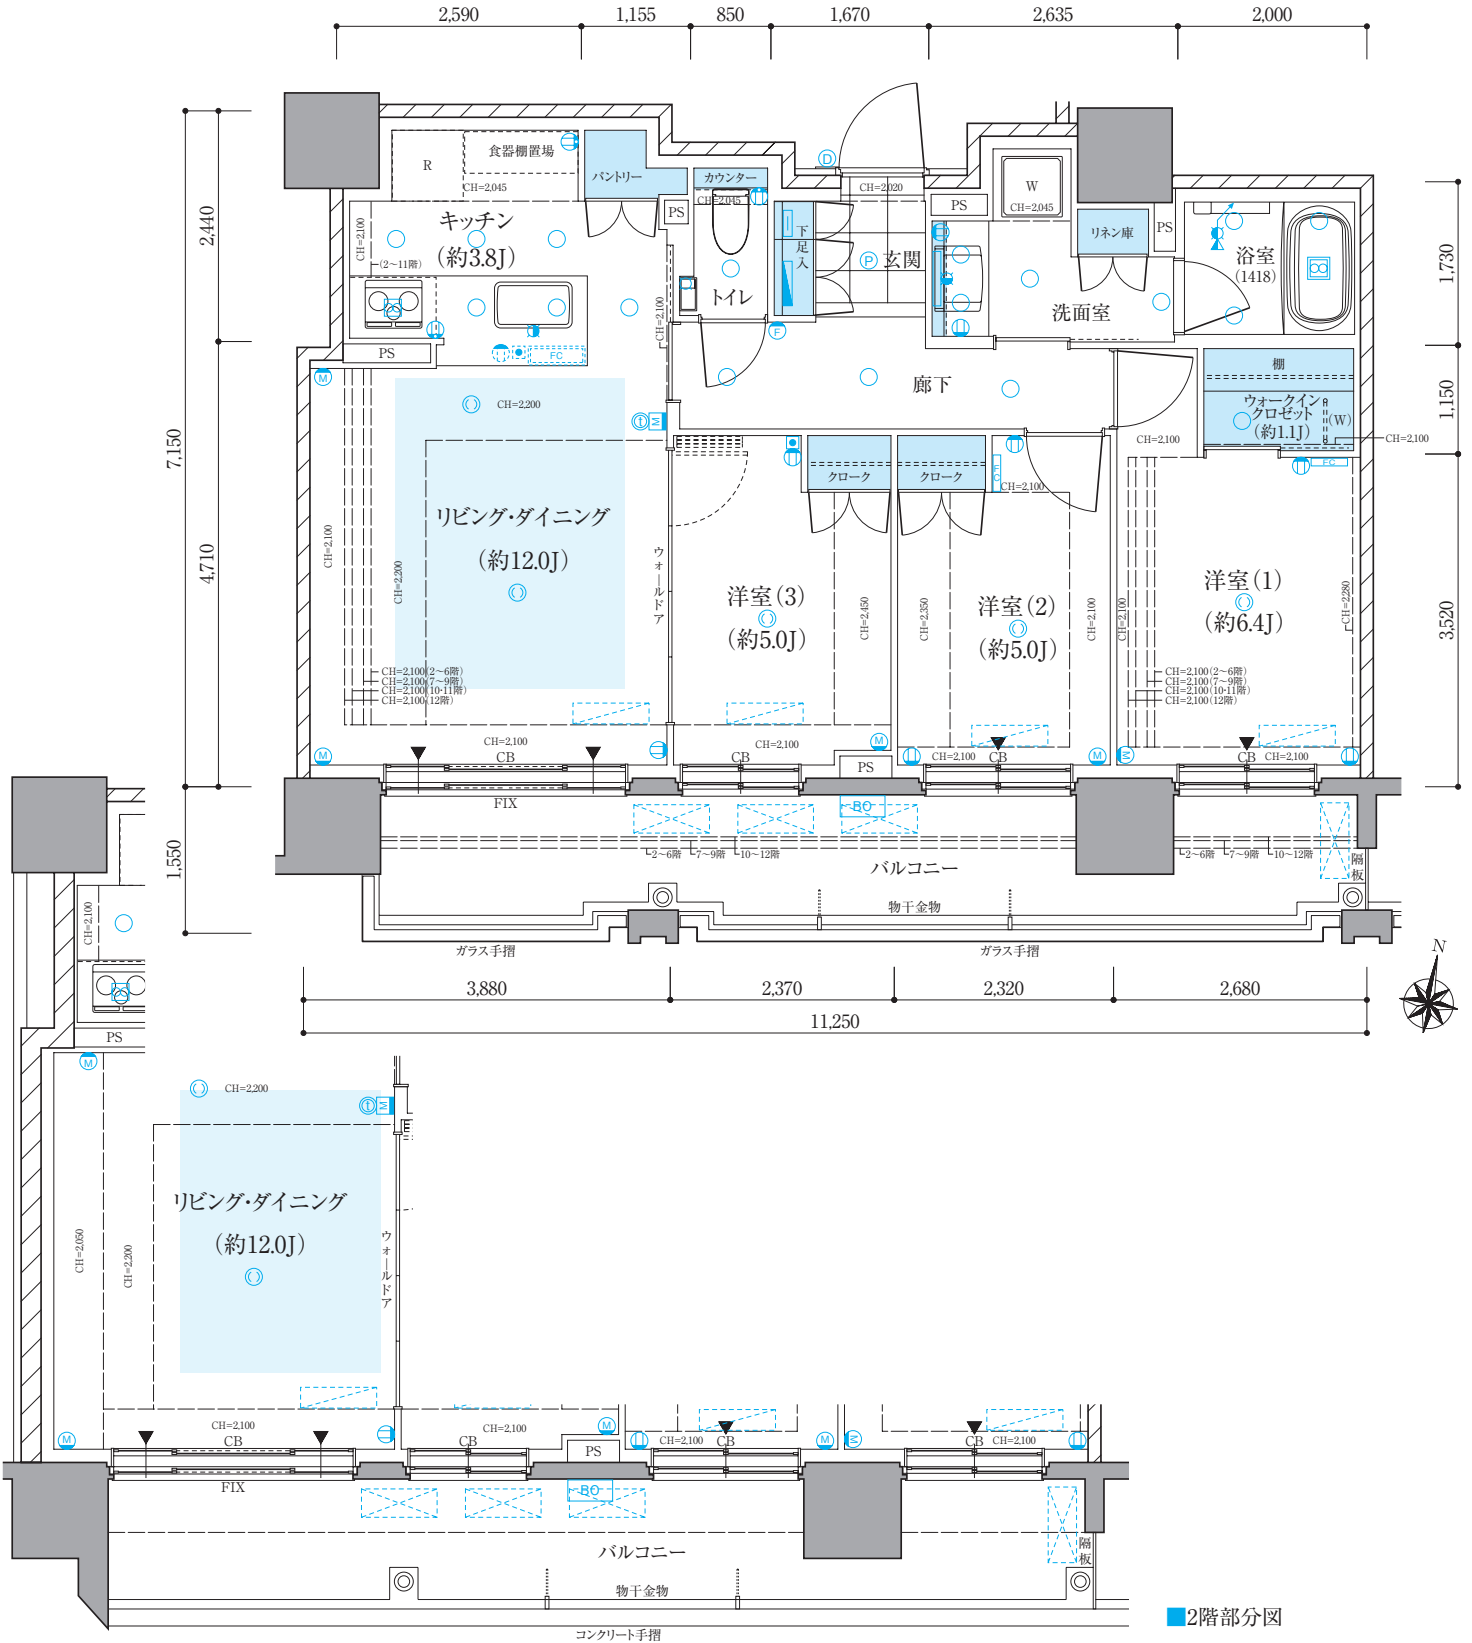 2,590
1,155
850
1,670
2,635
2,000
食器棚置場
R
CH=2,045
パントリー
カウンター
CH=2,045
D
CH=2,020
W
CH=2,045
PS
PS
リネン庫
PS
キッチン
(約3.8J)
CH=2,100
(2〜11階)
トイレ
下足入
P
玄関
浴室
(1418)
洗面室
2,440
1,730
CH=2,100
PS
FC
F
M
廊下
棚
ウォークイン
クロゼット
(約1.1J)
(W)
CH=2,100
CH=2,100
1,150
CH=2,200
t
M
FC
クローク
クローク
FC
CH=2,100
7,150
4,710
リビング・ダイニング
(約12.0J)
CH=2,100
CH=2,200
ウォールドア
洋室(3)
(約5.0J)
CH=2,450
CH=2,350
洋室(2)
(約5.0J)
CH=2,100
CH=2,100
洋室(1)
(約6.4J)
CH=2,280
3,520
CH=2,100(2〜6階)
CH=2,100(7〜9階)
CH=2,100(10・11階)
CH=2,100(12階)
CH=2,100(2〜6階)
CH=2,100(7〜9階)
CH=2,100(10・11階)
CH=2,100(12階)
M
CH=2,100
CB
CH=2,100
CB
M
PS
CH=2,100
CB
M
M
CB
CH=2,100
FIX
BO
1,550
2〜6階
7〜9階
10〜12階
バルコニー
2〜6階
7〜9階
10〜12階
隔板
物干金物
ガラス手摺
ガラス手摺
N
3,880
2,370
2,320
2,680
11,250
CH=2,100
PS
M
CH=2,200
t
M
リビング・ダイニング
(約12.0J)
CH=2,050
CH=2,200
ウォールドア
M
CH=2,100
CB
CH=2,100
CB
M
PS
CH=2,100
CB
M
M
CB
CH=2,100
FIX
BO
バルコニー
隔板
物干金物
コンクリート手摺
■2階部分図